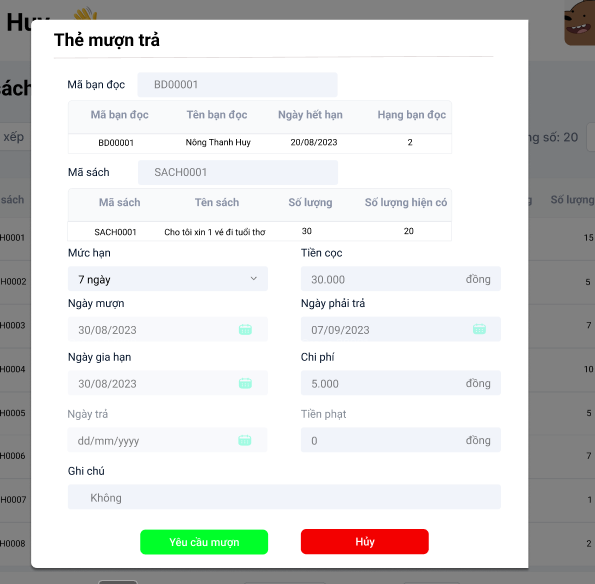 Huy 👋
Thẻ mượn trả
sách
Mã bạn đọc BD00001
xếp
Mã bạn đọc Tên bạn đọc Ngày hết hạn Hạng bạn đọc
ng số: 20
BD00001 Nông Thanh Huy 20/08/2023 2
Mã sách SACH0001
sách Mã sách Tên sách Số lượng Số lượng hiện có Số lượng
H0001 SACH0001 Cho tôi xin 1 vé đi tuổi thơ 30 20 15
Mức hạn Tiền cọc
H0002 7 ngày 30.000 đồng 5
Ngày mượn Ngày phải trả
H0003 30/08/2023 07/09/2023 7
Ngày gia hạn Chi phí
H0004 30/08/2023 5.000 đồng 10
H0005 Ngày trả Tiền phạt 5
dd/mm/yyyy 0 đồng
H0006 7
Ghi chú
H0007 Không 1
H0008 Yêu cầu mượn Hủy 2